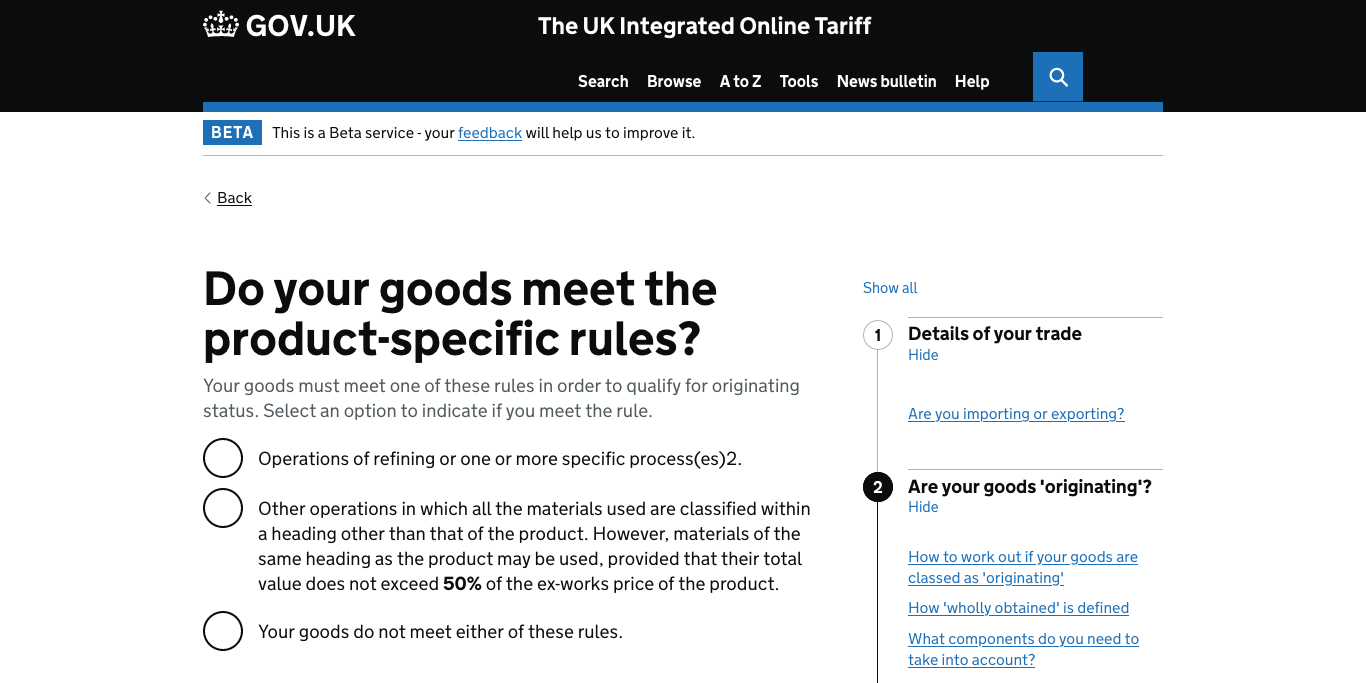 GOV.UK
The UK Integrated Online Tariff
Search Browse A to Z Tools News bulletin Help
BETA This is a Beta service - your feedback will help us to improve it.
Back
Do your goods meet the
product-specific rules?
Your goods must meet one of these rules in order to qualify for originating
status. Select an option to indicate if you meet the rule.
Operations of refining or one or more specific process(es)2.
Other operations in which all the materials used are classified within
a heading other than that of the product. However, materials of the
same heading as the product may be used, provided that their total
value does not exceed 50% of the ex-works price of the product.
Your goods do not meet either of these rules.
Show all
1 Details of your trade
Hide
Are you importing or exporting?
2 Are your goods 'originating'?
Hide
How to work out if your goods are
classed as 'originating'
How 'wholly obtained' is defined
What components do you need to
take into account?